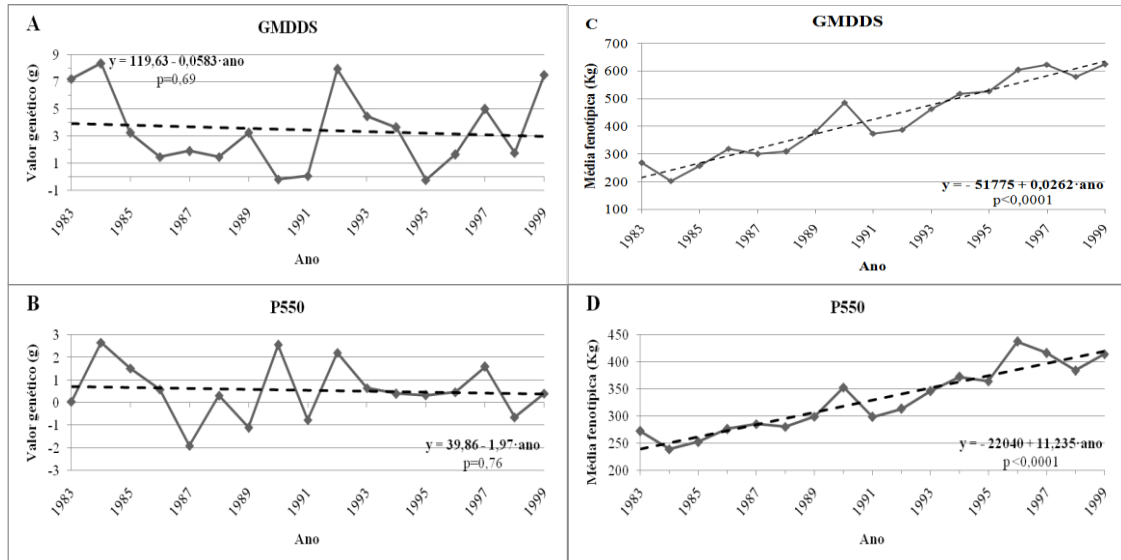 A
GMDDS
Valor genético (g)
9
7
5
3
1
-1
y = 119,63 - 0,0583·ano
p=0,69
1983
1985
1987
1989
1991
1993
1995
1997
1999
Ano
C
GMDDS
Média fenotípica (Kg)
700
600
500
400
300
200
100
y = - 51775 + 0,0262·ano
p<0,0001
1983
1985
1987
1989
1991
1993
1995
1997
1999
Ano
B
P550
Valor genético (g)
3
2
1
0
-1
-2
-3
y = 39,86 - 1,97·ano
p=0,76
1983
1985
1987
1989
1991
1993
1995
1997
1999
Ano
D
P550
Média fenotípica (Kg)
450
400
350
300
250
200
y = - 22040 + 11,235·ano
p<0,0001
1983
1985
1987
1989
1991
1993
1995
1997
1999
Ano